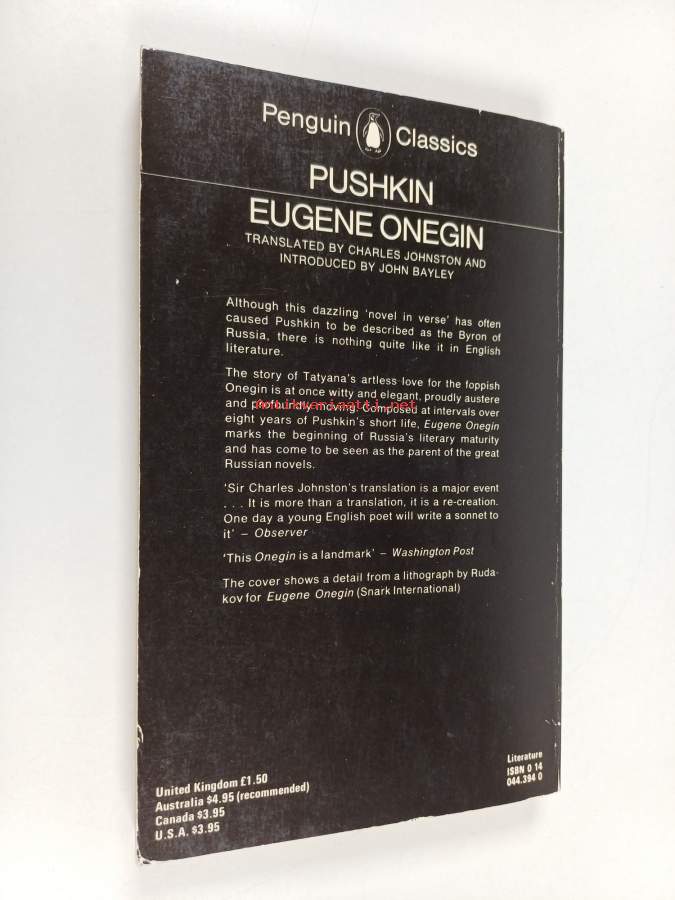 Penguin Classics
PUSHKIN
EUGENE ONEGIN
TRANSLATED BY CHARLES JOHNSTON AND
INTRODUCED BY JOHN BAYLEY
Although this dazzling ‘novel in verse’ has often
caused Pushkin to be described as the Byron of
Russia, there is nothing quite like it in English
literature.
The story of Tatyana’s artless love for the foppish
Onegin is at once witty and elegant, proudly austere
and profoundly moving. Composed at intervals over
eight years of Pushkin’s short life, Eugene Onegin
marks the beginning of Russia’s literary maturity
and has come to be seen as the parent of the great
Russian novels.
‘Sir Charles Johnston’s translation is a major event
. . . It is more than a translation, it is a re-creation.
One day a young English poet will write a sonnet to
it’ – Observer
‘This Onegin is a landmark’ – Washington Post
The cover shows a detail from a lithograph by Ruda-
kov for Eugene Onegin (Snark International)
United Kingdom £1.50
Australia $4.95 (recommended)
Canada $3.95
U.S.A. $3.95
Literature
ISBN 0 14
044.394 0
Antikvariaatti.net